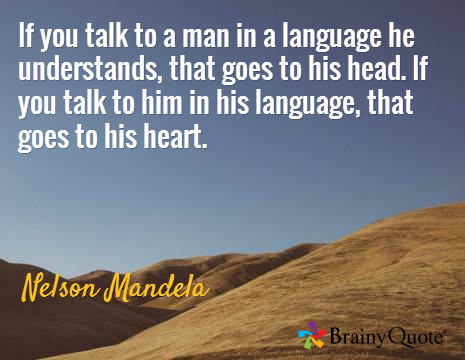 If you talk to a man in a language he
understands, that goes to his head. If
you talk to him in his language, that
goes to his heart.
Nelson Mandela
BrainyQuote